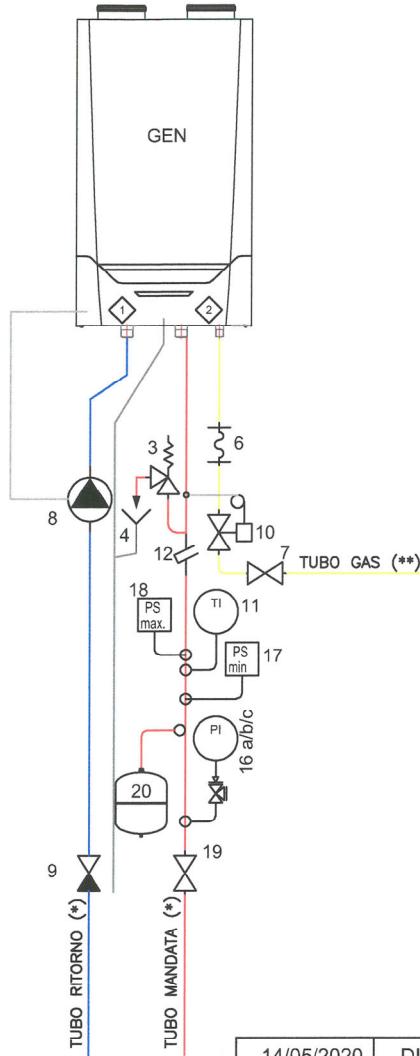 GEN
1
2
3
6
4
8
10
12
7
TUBO GAS (**)
18
PS
max.
TI
11
PS
min
17
PI
16 a/b/c
20
9
19
TUBO RITORNO (*)
TUBO MANDATA (*)
14/05/2020